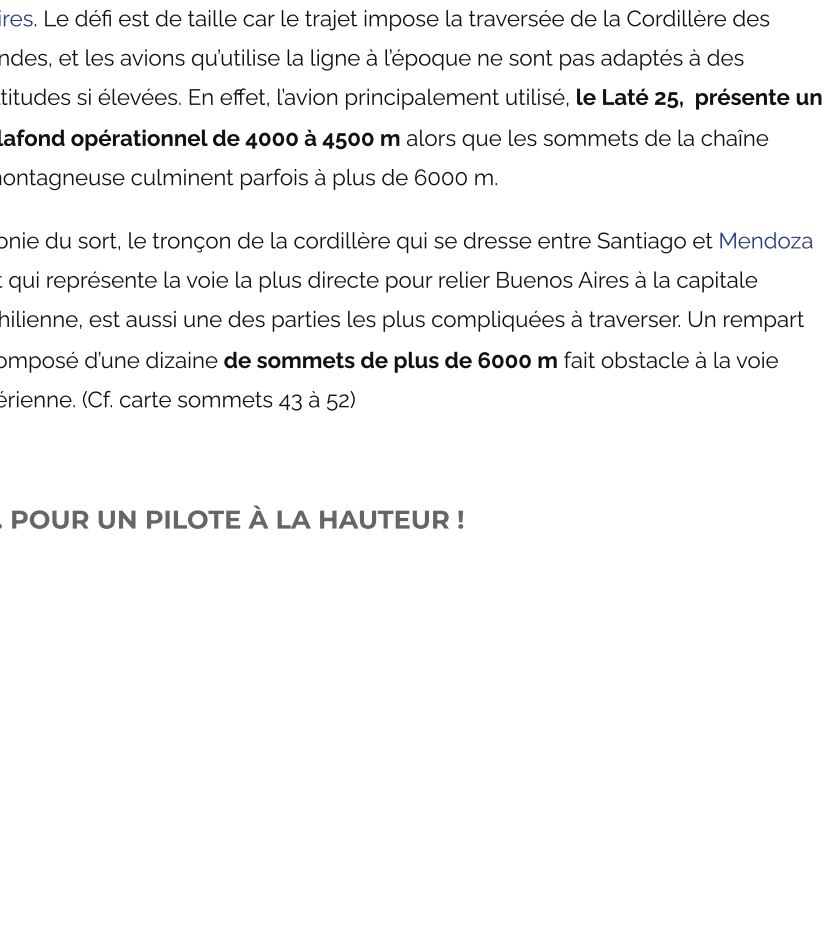 ires. Le défi est de taille car le trajet impose la traversée de la Cordillère des
ndes, et les avions qu’utilise la ligne à l’époque ne sont pas adaptés à des
titudes si élevées. En effet, l’avion principalement utilisé, le Laté 25,  présente un
lafond opérationnel de 4000 à 4500 m alors que les sommets de la chaîne
ontagneuse culminent parfois à plus de 6000 m.
onie du sort, le tronçon de la cordillère qui se dresse entre Santiago et Mendoza
t qui représente la voie la plus directe pour relier Buenos Aires à la capitale
hilienne, est aussi une des parties les plus compliquées à traverser. Un rempart
omposé d’une dizaine de sommets de plus de 6000 m fait obstacle à la voie
érienne. (Cf. carte sommets 43 à 52)
. POUR UN PILOTE À LA HAUTEUR !